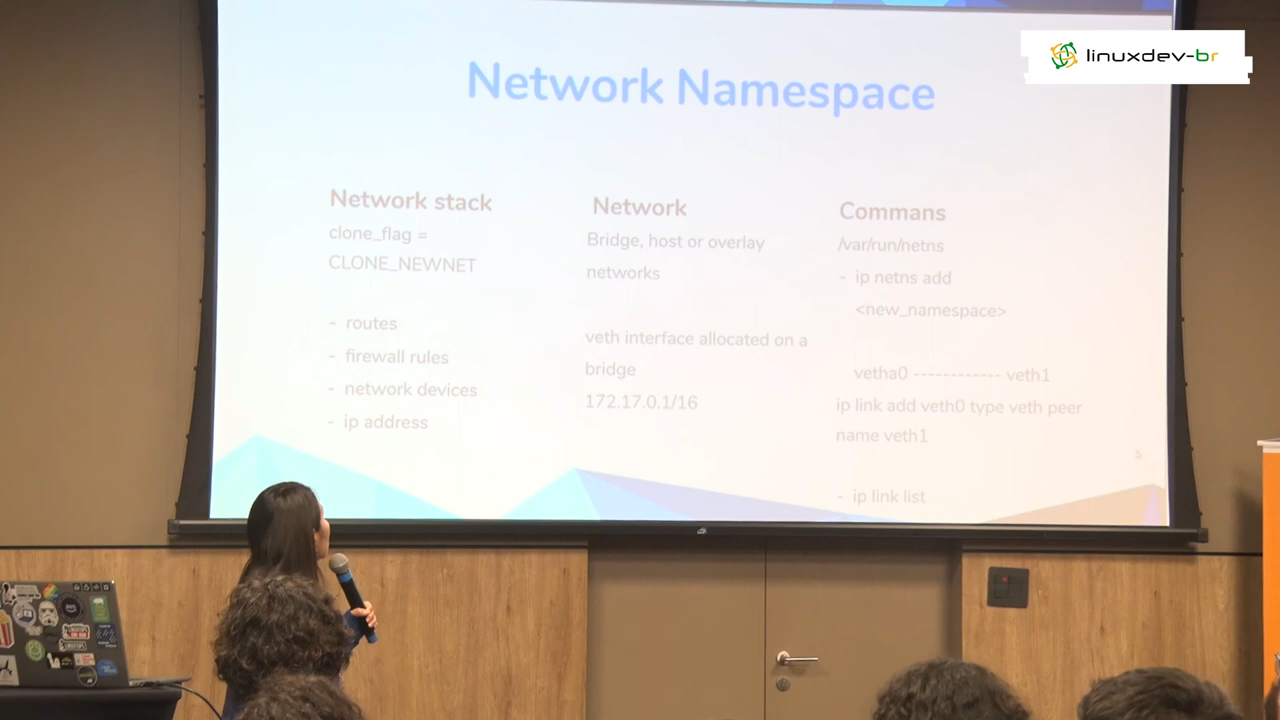 linuxdev-br
Network Namespace
Network stack
clone_flag =
CLONE_NEWNET
- routes
- firewall rules
- network devices
- ip address
Network
Bridge, host or overlay
networks
veth interface allocated on a
bridge
172.17.0.1/16
Commans
/var/run/netns
- ip netns add
<new_namespace>
vetha0 ------------ veth1
ip link add veth0 type veth peer
name veth1
- ip link list